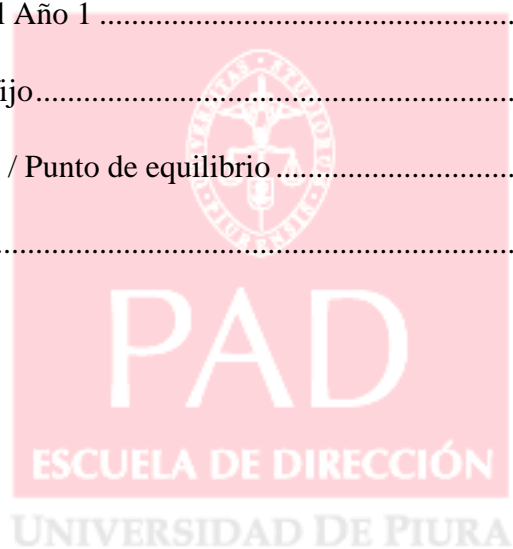 l Año 1 ....................................................
ijo............................................................
/ Punto de equilibrio ..............................
................................................................
PAD
ESCUELA DE DIRECCIÓN
UNIVERSIDAD DE PIURA